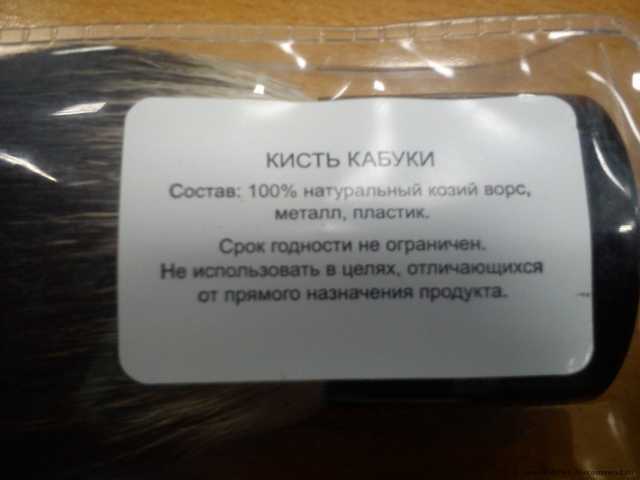 КИСТЬ КАБУКИ
Состав: 100% натуральный козий ворс,
металл, пластик.
Срок годности не ограничен.
Не использовать в целях, отличающихся
от прямого назначения продукта.